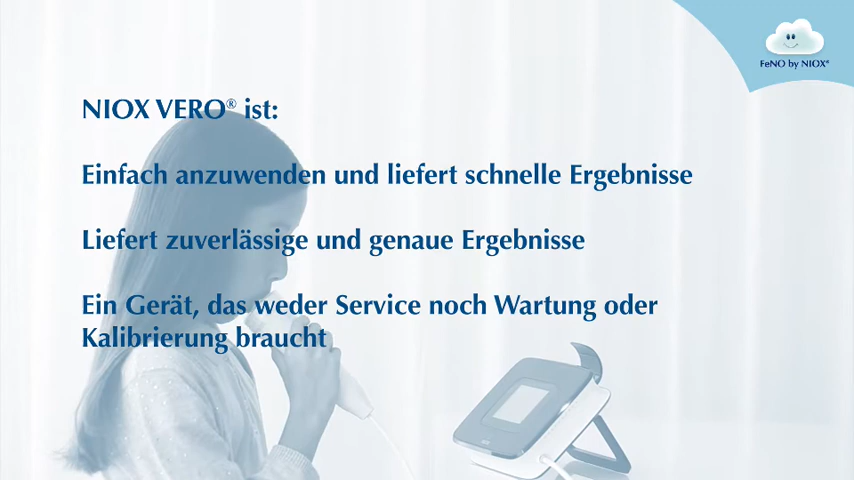 FeNO by NIOX®
NIOX VERO® ist:
Einfach anzuwenden und liefert schnelle Ergebnisse
Liefert zuverlässige und genaue Ergebnisse
Ein Gerät, das weder Service noch Wartung oder
Kalibrierung braucht